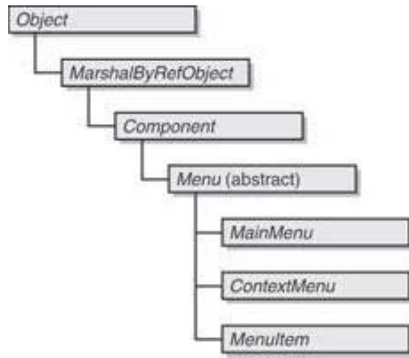 Object
MarshalByRefObject
Component
Menu (abstract)
MainMenu
ContextMenu
MenuItem